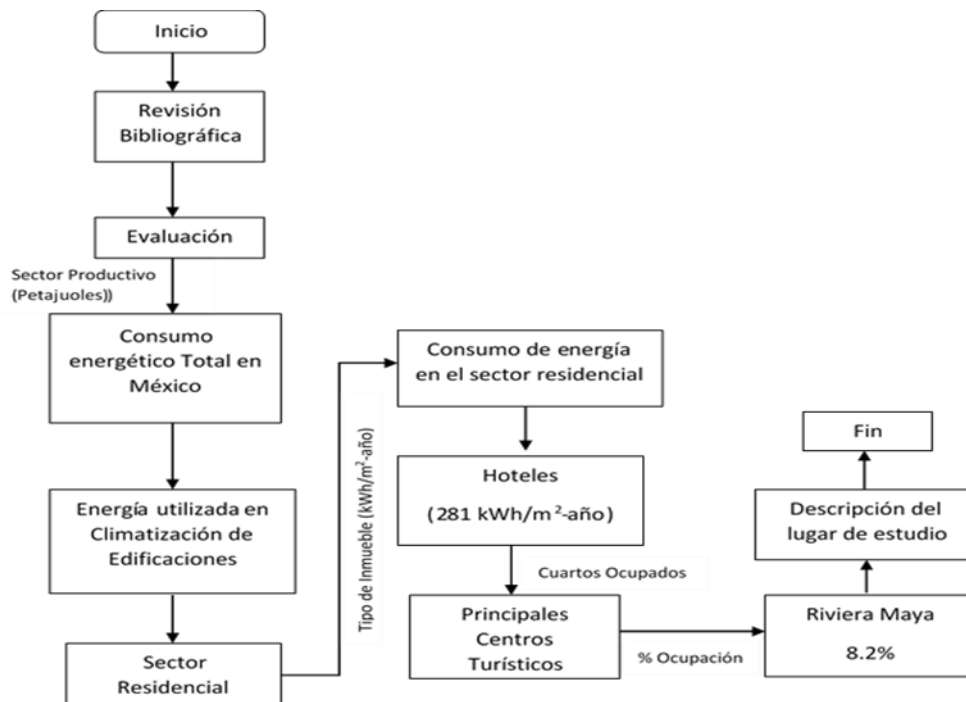 Inicio
Revisión
Bibliográfica
Evaluación
Sector Productivo
(Petajuoles))
Consumo
energético Total en
México
Energía utilizada en
Climatización de
Edificaciones
Sector
Residencial
Tipo de Inmueble (kWh/m²-año)
Consumo de energía
en el sector residencial
Hoteles
(281 kWh/m²-año)
Cuartos Ocupados
Principales
Centros
Turísticos
% Ocupación
Riviera Maya
8.2%
Descripción del
lugar de estudio
Fin